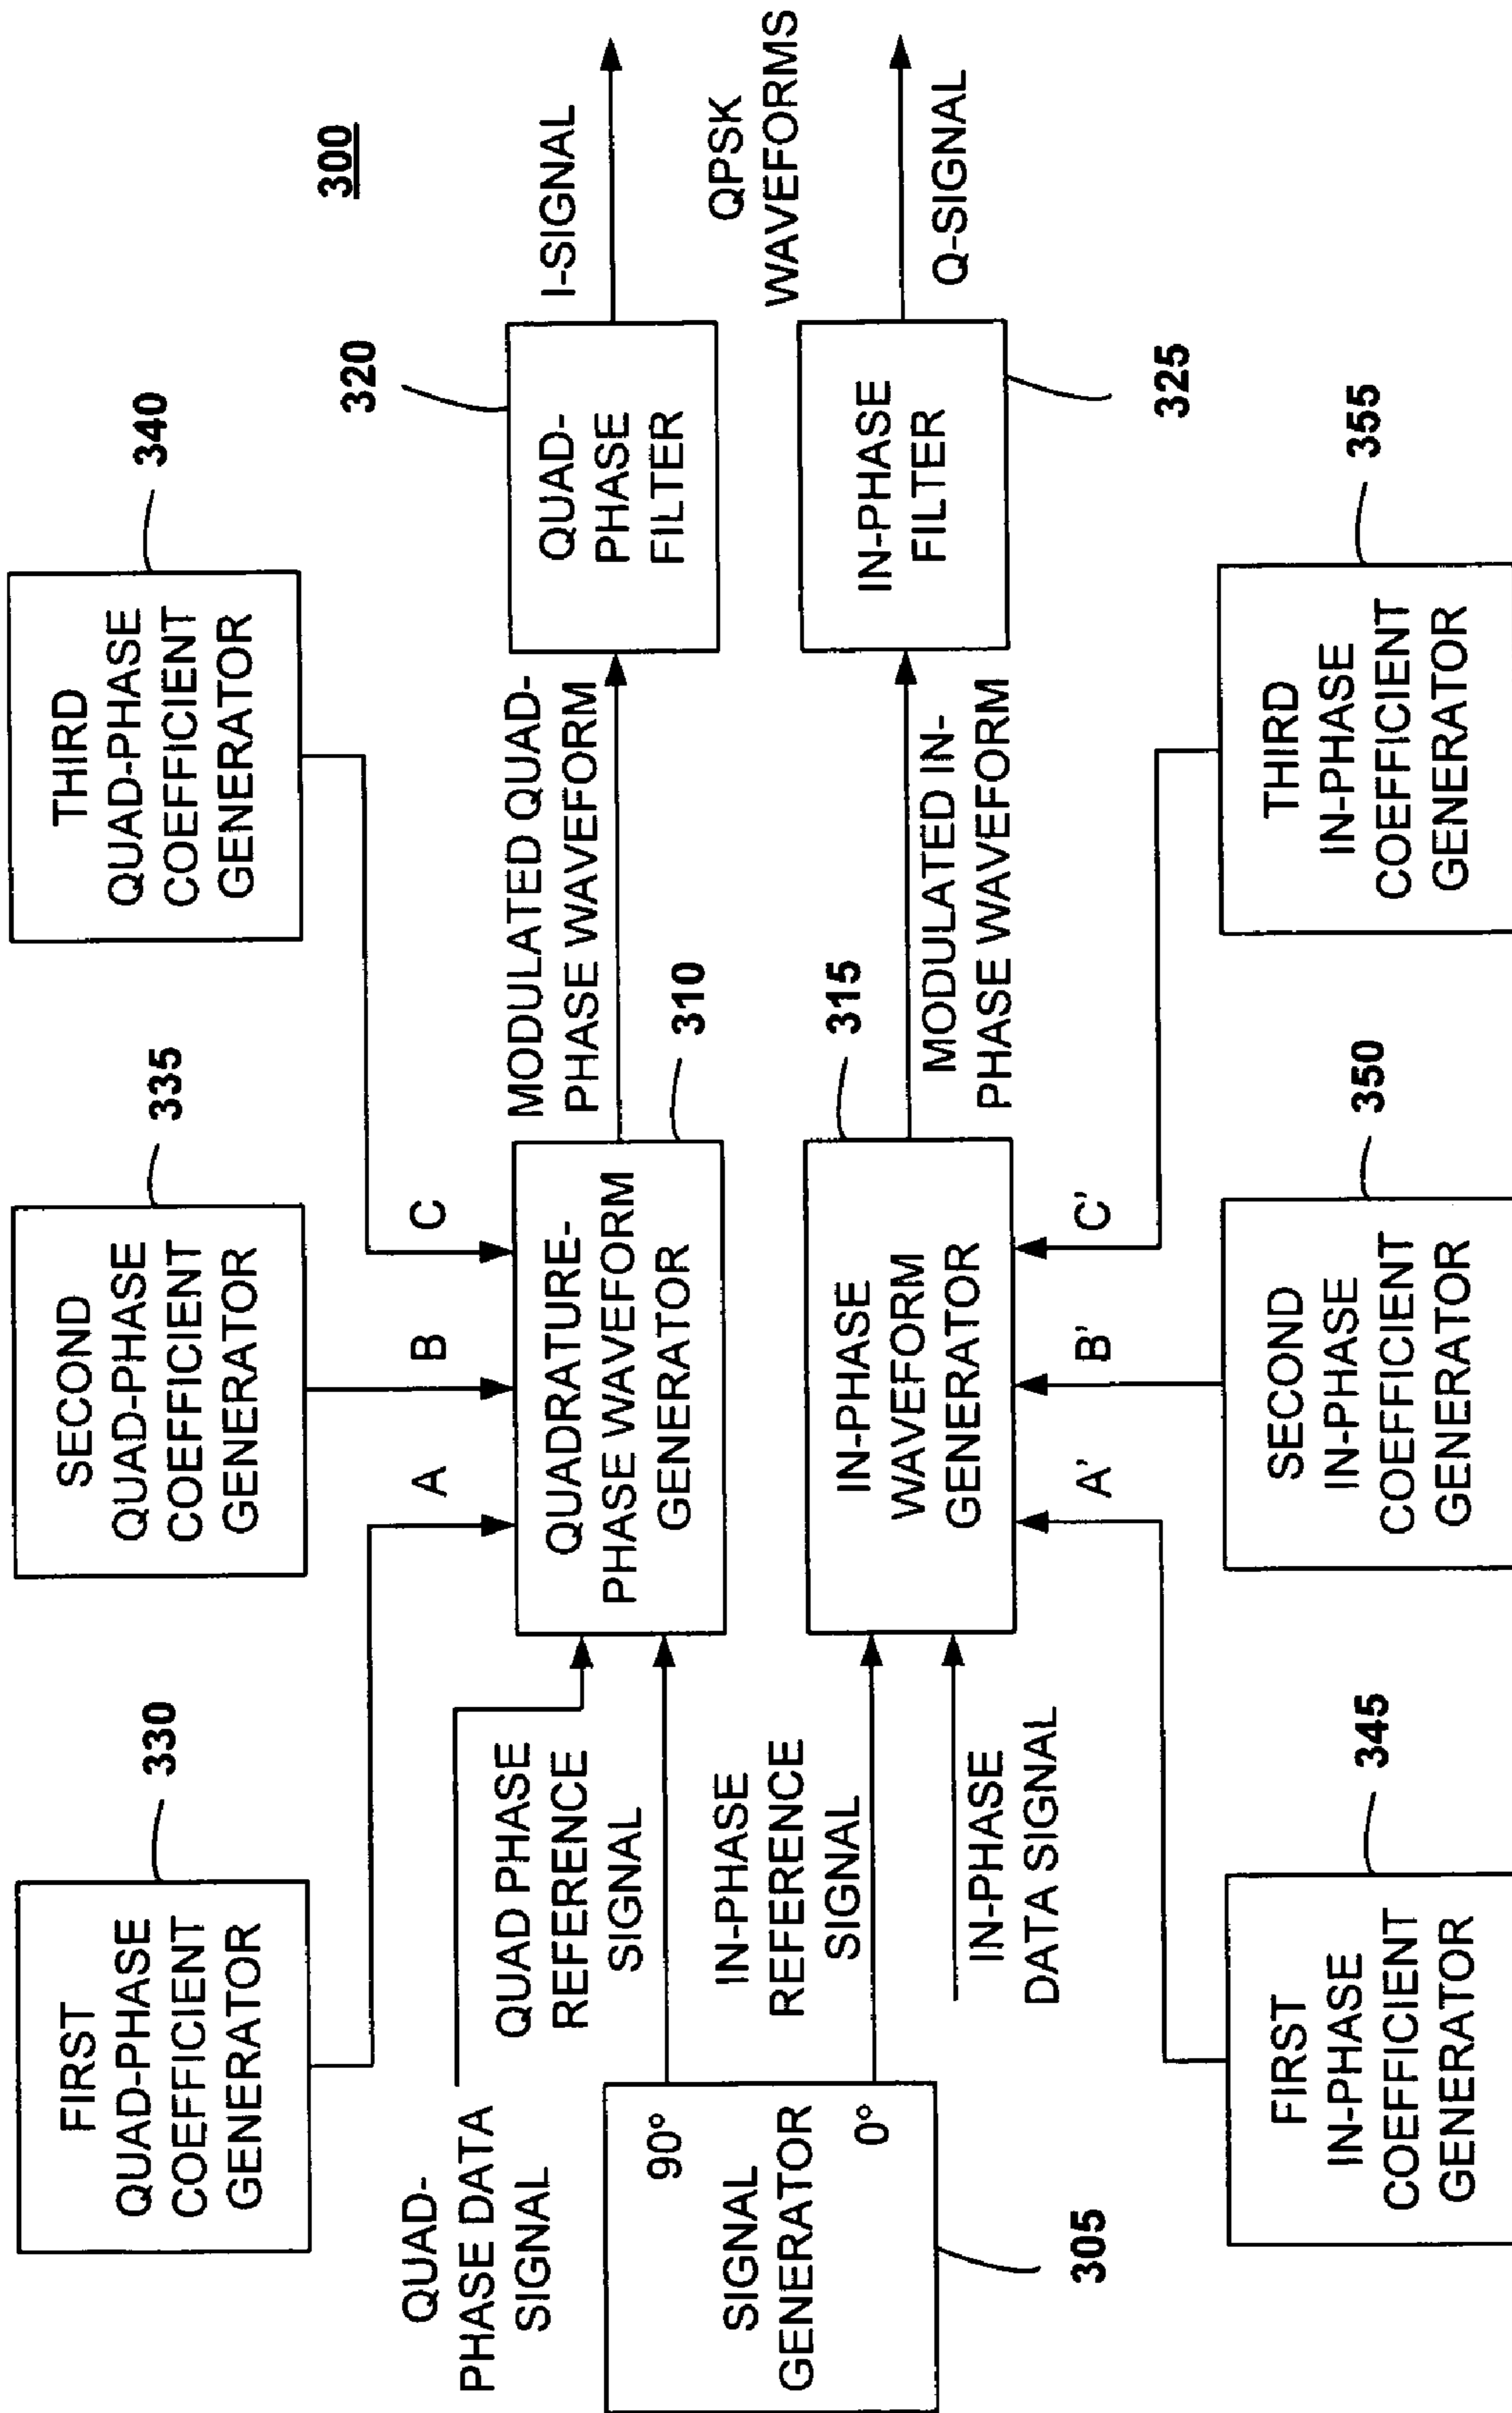 300
330
FIRST
QUAD-PHASE
COEFFICIENT
GENERATOR
335
SECOND
QUAD-PHASE
COEFFICIENT
GENERATOR
340
THIRD
QUAD-PHASE
COEFFICIENT
GENERATOR
A
B
C
QUAD-
PHASE DATA
SIGNAL
QUAD PHASE
REFERENCE
SIGNAL
QUADRATURE-
PHASE WAVEFORM
GENERATOR
310
MODULATED QUAD-
PHASE WAVEFORM
320
QUAD-
PHASE
FILTER
I-SIGNAL
90°
SIGNAL
GENERATOR
0°
305
QPSK
WAVEFORMS
IN-PHASE
REFERENCE
SIGNAL
IN-PHASE
DATA SIGNAL
315
IN-PHASE
WAVEFORM
GENERATOR
MODULATED IN-
PHASE WAVEFORM
IN-PHASE
FILTER
325
Q-SIGNAL
A'
B'
C'
345
FIRST
IN-PHASE
COEFFICIENT
GENERATOR
350
SECOND
IN-PHASE
COEFFICIENT
GENERATOR
355
THIRD
IN-PHASE
COEFFICIENT
GENERATOR